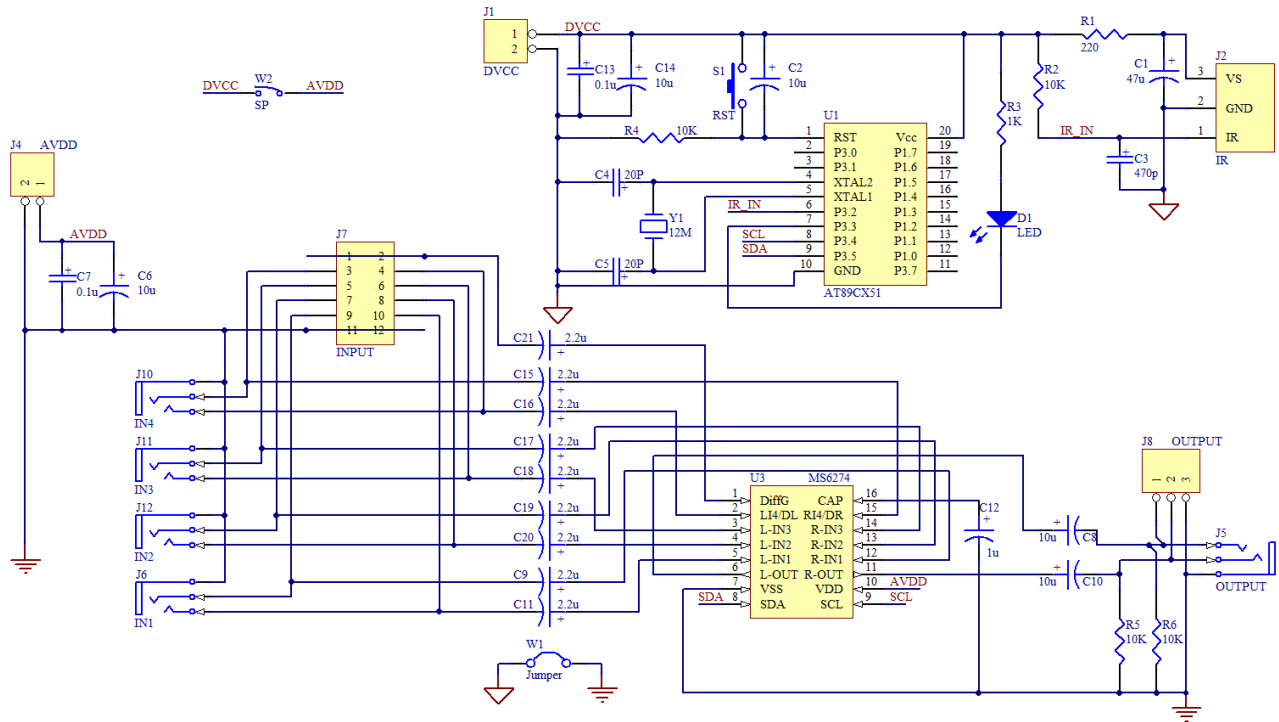 J1
1
2
DVCC
DVCC
C13
0.1u
+
C14
10u
S1
RST
+
C2
10u
R4
10K
R1
220
R2
10K
R3
1K
C1
47u
+
J2
3
VS
2
GND
1
IR
IR
IR_IN
+
C3
470p
DVCC
W2
SP
AVDD
U1
1
RST
Vcc
20
2
P3.0
P1.7
19
3
P3.1
P1.6
18
4
XTAL2
P1.5
17
5
XTAL1
P1.4
16
6
P3.2
P1.3
15
7
P3.3
P1.2
14
8
P3.4
P1.1
13
9
P3.5
P1.0
12
10
GND
P3.7
11
AT89CX51
IR_IN
SCL
SDA
C4
20P
+
Y1
12M
C5
20P
+
D1
LED
J4
AVDD
2
1
AVDD
+
C7
0.1u
+
C6
10u
J7
1
2
3
4
5
6
7
8
9
10
11
12
INPUT
C21
2.2u
+
J10
IN4
C15
2.2u
+
C16
2.2u
+
J11
IN3
C17
2.2u
+
C18
2.2u
+
J12
IN2
C19
2.2u
+
C20
2.2u
+
J6
IN1
C9
2.2u
+
C11
2.2u
+
U3
MS6274
1
DiffG
CAP
16
2
LI4/DL
RI4/DR
15
3
L-IN3
R-IN3
14
4
L-IN2
R-IN2
13
5
L-IN1
R-IN1
12
6
L-OUT
R-OUT
11
7
VSS
VDD
10
AVDD
SDA
8
SDA
SCL
9
SCL
C12
+
1u
J8
OUTPUT
1
2
3
+
10u
C8
+
10u
C10
J5
OUTPUT
R5
10K
R6
10K
W1
Jumper